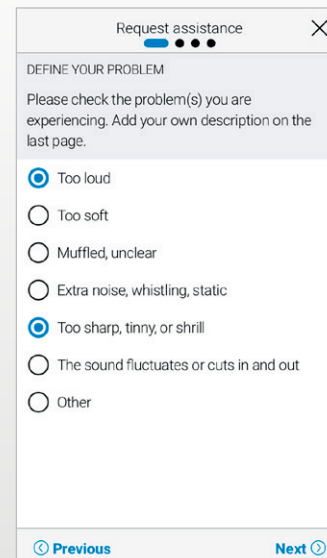 Request assistance
DEFINE YOUR PROBLEM
Please check the problem(s) you are
experiencing. Add your own description on the
last page.
Too loud
Too soft
Muffled, unclear
Extra noise, whistling, static
Too sharp, tinny, or shrill
The sound fluctuates or cuts in and out
Other
Previous
Next